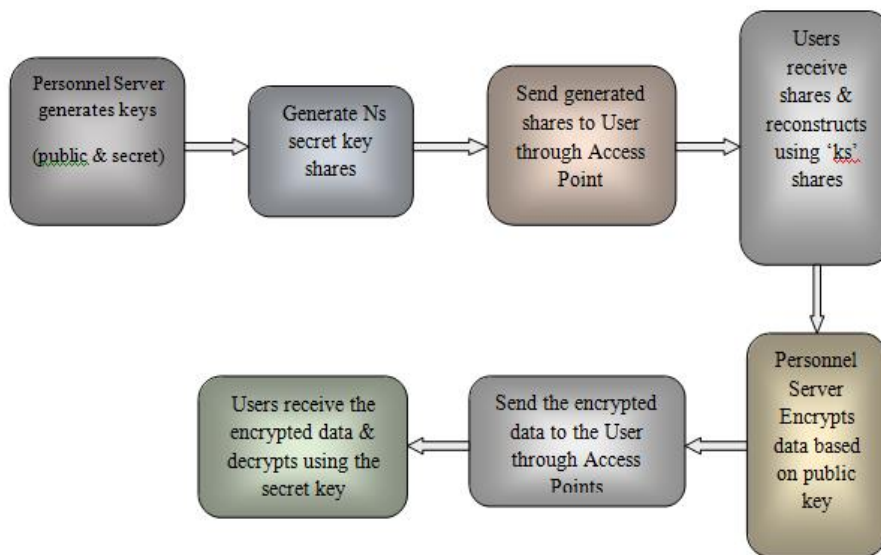 Personnel Server
generates keys
(public & secret)
Generate Ns
secret key
shares
Send generated
shares to User
through Access
Point
Users
receive
shares &
reconstructs
using ‘ks’
shares
Personnel
Server
Encrypts
data based
on public
key
Send the encrypted
data to the User
through Access
Points
Users receive the
encrypted data &
decrypts using the
secret key